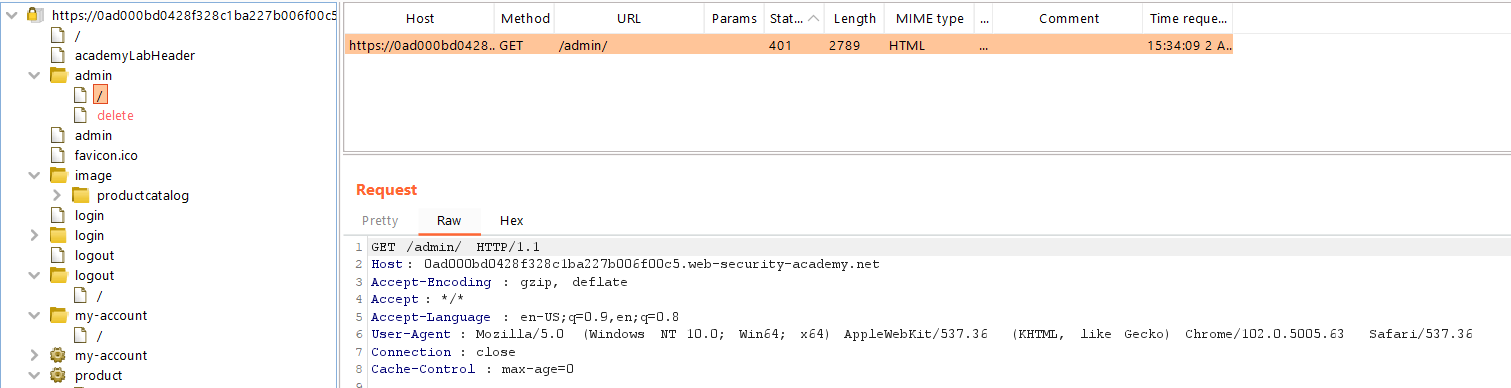 https://0ad000bd0428f328c1ba227b006f00c5
/
academyLabHeader
admin
/
delete
admin
favicon.ico
image
productcatalog
login
login
logout
logout
/
my-account
/
my-account
product
Host Method URL Params Stat... Length MIME type ... Comment Time reque...
https://0ad000bd0428... GET /admin/ 401 2789 HTML ... 15:34:09 2 A...
Request
Pretty Raw Hex
1 GET /admin/ HTTP/1.1
2 Host: 0ad000bd0428f328c1ba227b006f00c5.web-security-academy.net
3 Accept-Encoding: gzip, deflate
4 Accept: */*
5 Accept-Language: en-US;q=0.9,en;q=0.8
6 User-Agent: Mozilla/5.0 (Windows NT 10.0; Win64; x64) AppleWebKit/537.36 (KHTML, like Gecko) Chrome/102.0.5005.63 Safari/537.36
7 Connection: close
8 Cache-Control: max-age=0
9